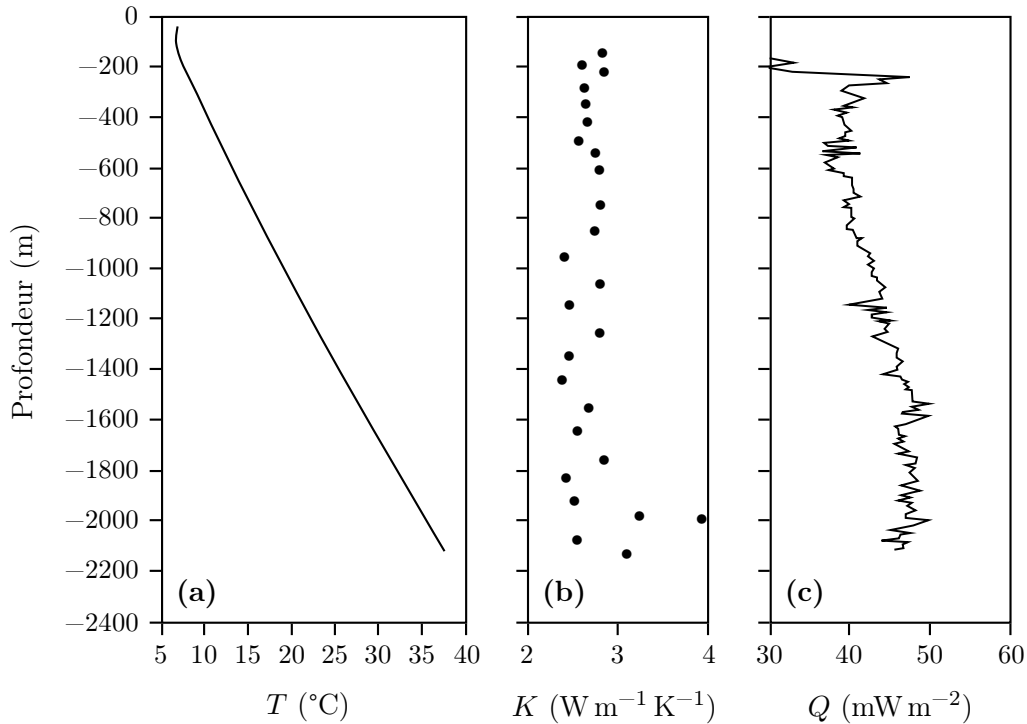 0
−200
−400
−600
−800
−1000
−1200
−1400
−1600
−1800
−2000
−2200
−2400
Profondeur (m)
(a)
5 10 15 20 25 30 35 40
T (°C)
(b)
2 3 4
K (W m⁻¹ K⁻¹)
(c)
30 40 50 60
Q (mW m⁻²)